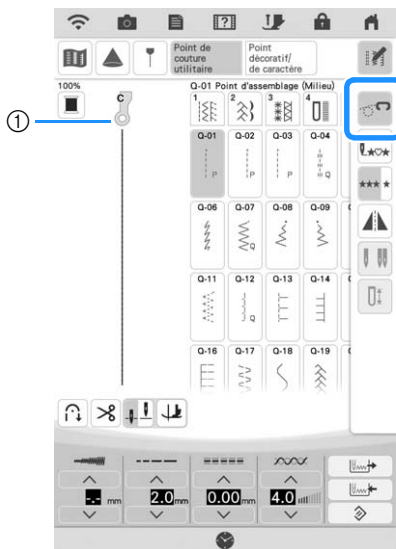 Point de
couture
utilitaire
Point
décoratif/
de caractère
100%
Q-01 Point d'assemblage (Milieu)
C
1
2
3
4
①
Q-01
Q-02
Q-03
Q-04
P
P
P
Q
Q-06
Q-07
Q-08
Q-09
Q
Q-11
Q-12
Q-13
Q-14
Q
Q-16
Q-17
Q-18
Q-19
-.- mm
2.0 mm
0.00 mm
4.0